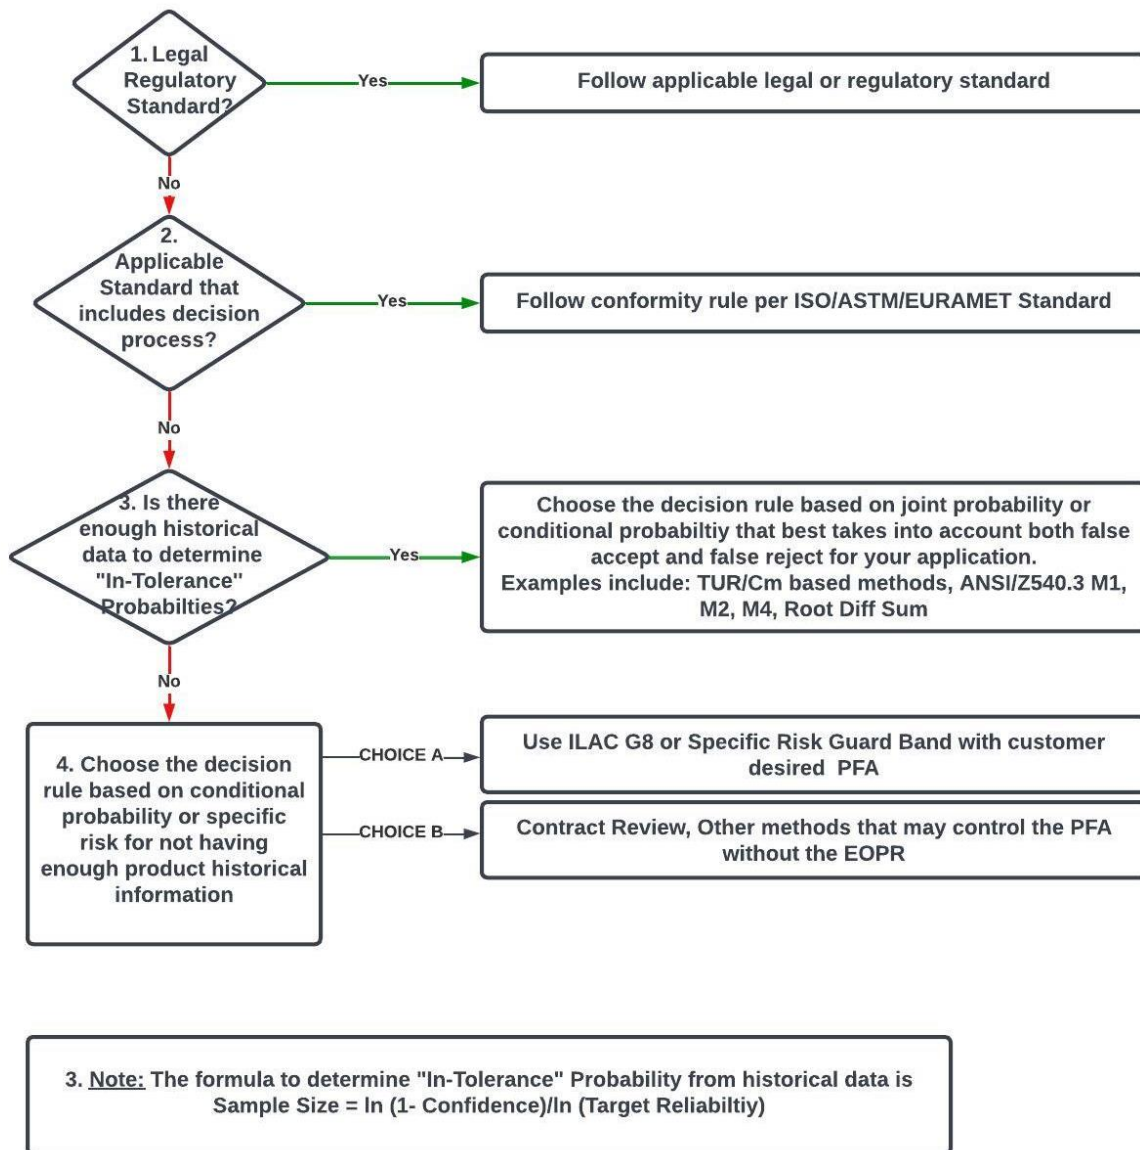 1. Legal
Regulatory
Standard?
Yes
Follow applicable legal or regulatory standard
No
2.
Applicable
Standard that
includes decision
process?
Yes
Follow conformity rule per ISO/ASTM/EURAMET Standard
No
3. Is there
enough historical
data to determine
"In-Tolerance"
Probabilties?
Yes
Choose the decision rule based on joint probability or
conditional probabiltiy that best takes into account both false
accept and false reject for your application.
Examples include: TUR/Cm based methods, ANSI/Z540.3 M1,
M2, M4, Root Diff Sum
No
4. Choose the decision
rule based on conditional
probability or specific
risk for not having
enough product historical
information
CHOICE A
Use ILAC G8 or Specific Risk Guard Band with customer
desired PFA
CHOICE B
Contract Review, Other methods that may control the PFA
without the EOPR
3. Note: The formula to determine "In-Tolerance" Probability from historical data is
Sample Size = ln (1- Confidence)/ln (Target Reliabiltiy)